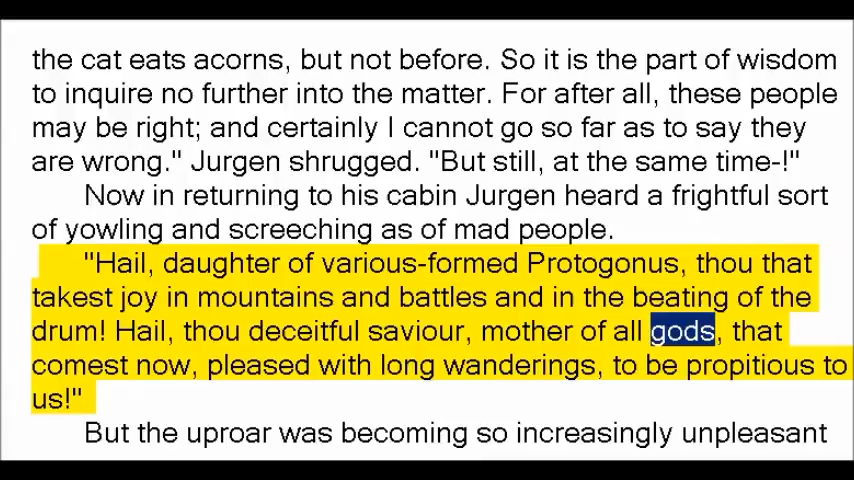 the cat eats acorns, but not before. So it is the part of wisdom
to inquire no further into the matter. For after all, these people
may be right; and certainly I cannot go so far as to say they
are wrong." Jurgen shrugged. "But still, at the same time-!"
Now in returning to his cabin Jurgen heard a frightful sort
of yowling and screeching as of mad people.
"Hail, daughter of various-formed Protogonus, thou that
takest joy in mountains and battles and in the beating of the
drum! Hail, thou deceitful saviour, mother of all gods, that
comest now, pleased with long wanderings, to be propitious to
us!"
But the uproar was becoming so increasingly unpleasant